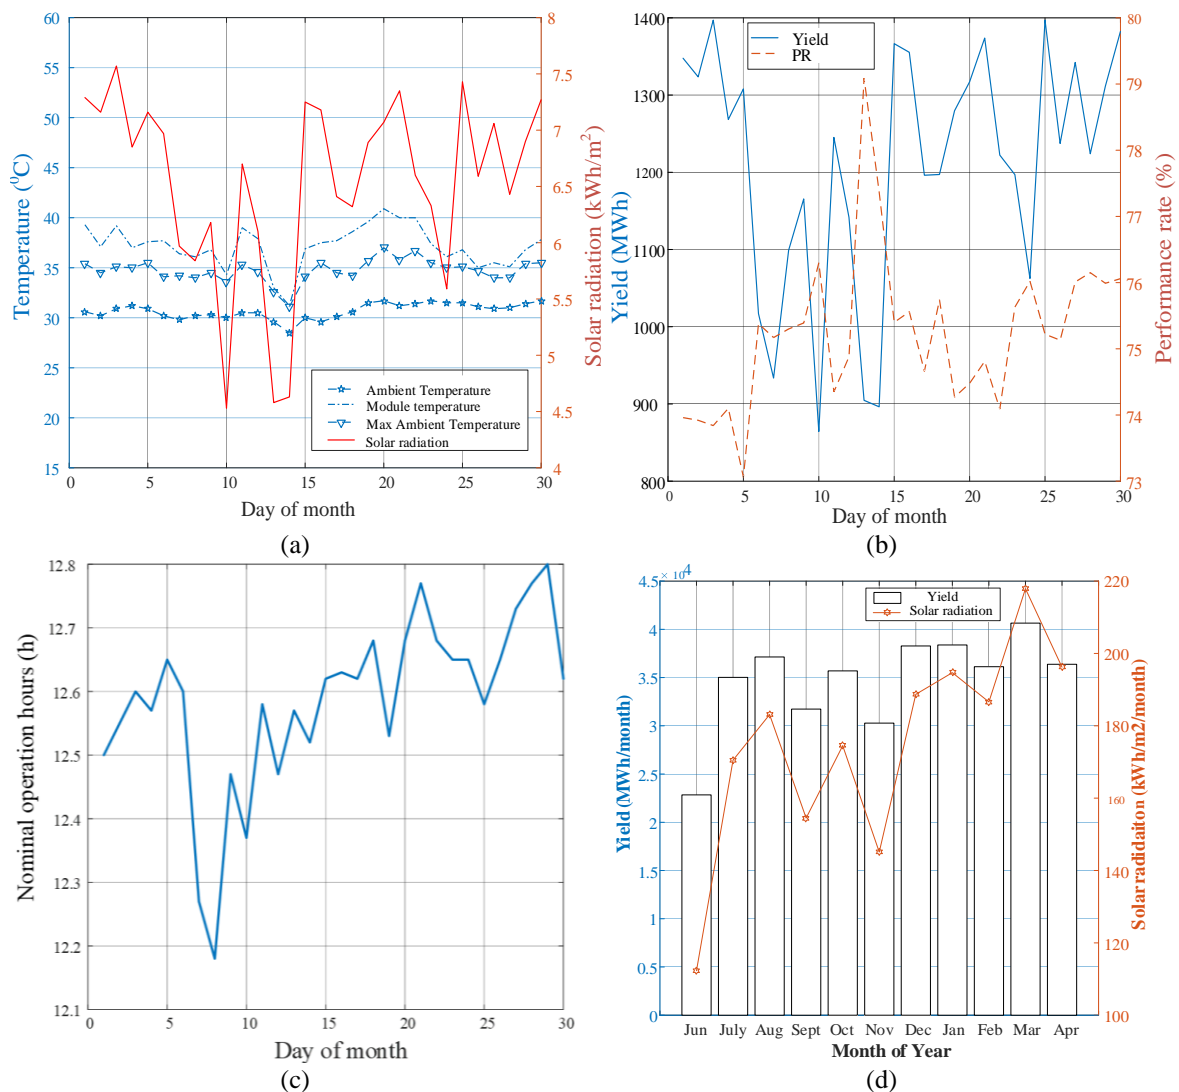 60
55
50
45
40
35
30
25
20
15
Temperature (⁰C)
8
7.5
7
6.5
6
5.5
5
4.5
4
Solar radiation (kWh/m²)
Ambient Temperature
Module temperature
Max Ambient Temperature
Solar radiation
0 5 10 15 20 25 30
Day of month
(a)
1400
1300
1200
1100
1000
900
800
Yield (MWh)
80
79
78
77
76
75
74
73
Performance rate (%)
Yield
PR
0 5 10 15 20 25 30
Day of month
(b)
12.8
12.7
12.6
12.5
12.4
12.3
12.2
12.1
Nominal operation hours (h)
0 5 10 15 20 25 30
Day of month
(c)
× 10⁴
4.5
4
3.5
3
2.5
2
1.5
1
0.5
0
Yield (MWh/month)
220
200
180
160
140
120
100
Solar radidaiton (kWh/m2/month)
Yield
Solar radiation
Jun July Aug Sept Oct Nov Dec Jan Feb Mar Apr
Month of Year
(d)